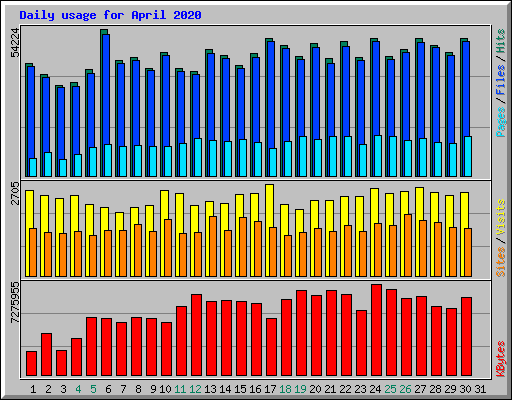 Daily usage for April 2020
54224
Pages/Files/Hits
2705
Sites/Visits
7275955
KBytes
1 2 3 4 5 6 7 8 9 10 11 12 13 14 15 16 17 18 19 20 21 22 23 24 25 26 27 28 29 30 31